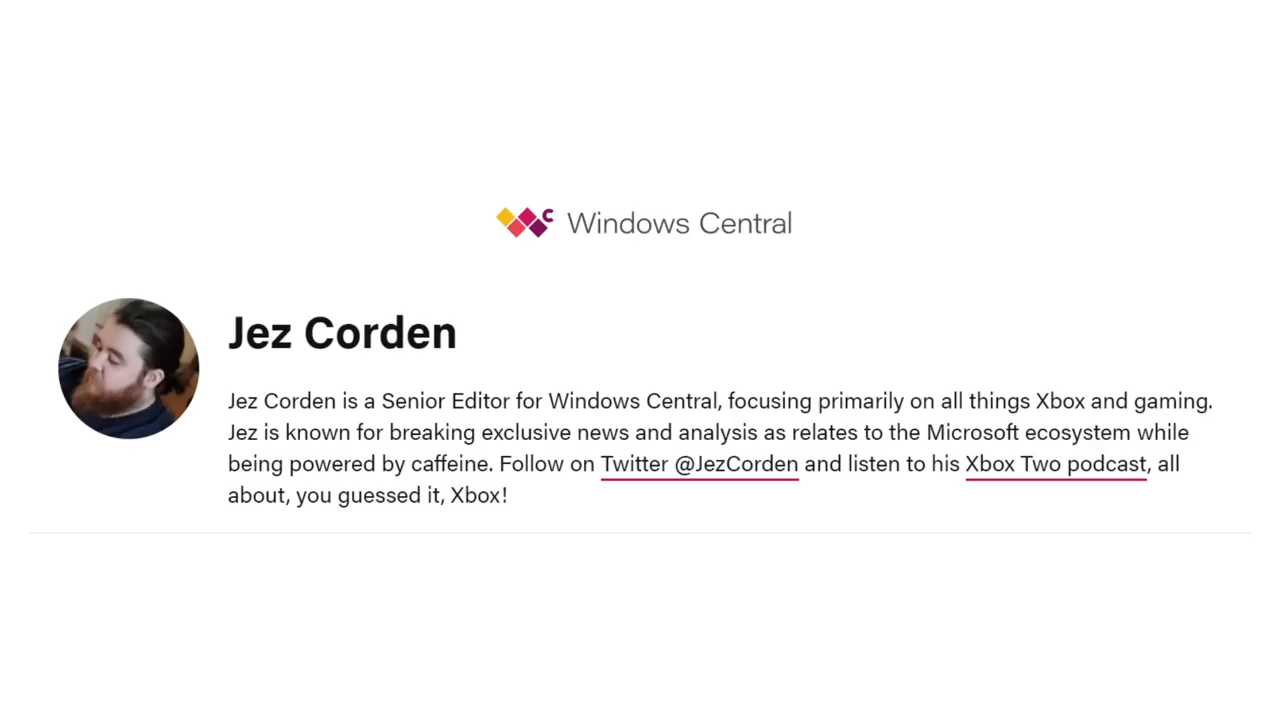 C Windows Central
Jez Corden
Jez Corden is a Senior Editor for Windows Central, focusing primarily on all things Xbox and gaming.
Jez is known for breaking exclusive news and analysis as relates to the Microsoft ecosystem while
being powered by caffeine. Follow on Twitter @JezCorden and listen to his Xbox Two podcast, all
about, you guessed it, Xbox!